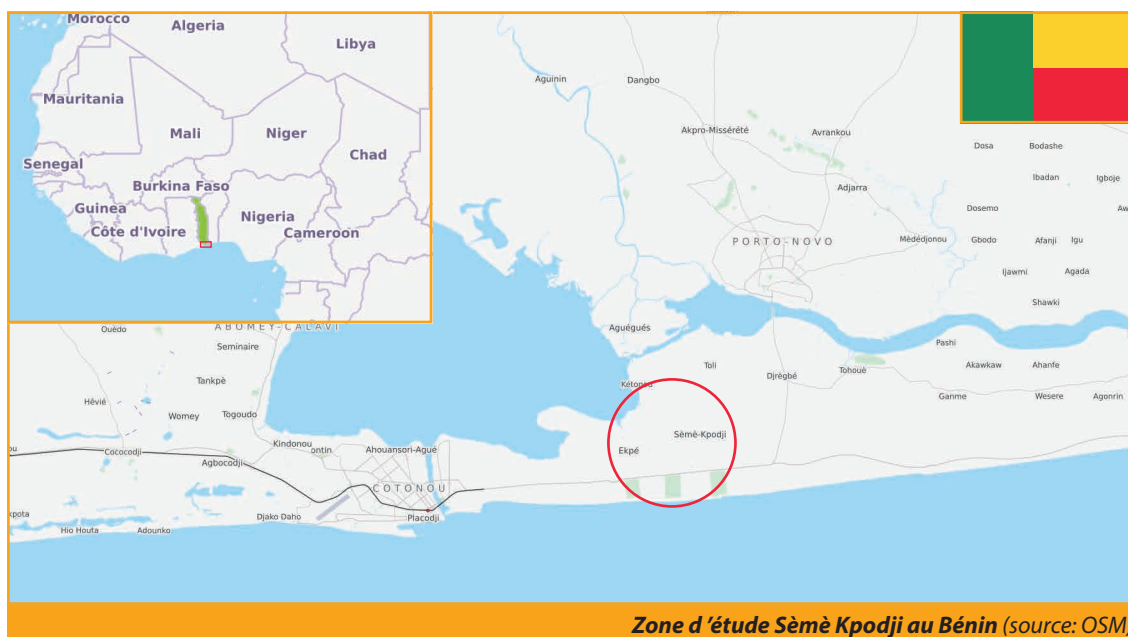 Morocco
Algeria
Libya
Mauritania
Mali
Niger
Chad
Senegal
Burkina Faso
Guinea
Côte d'Ivoire
Nigeria
Cameroon
Aguinin
Dangbo
Akpro-Missérété
Avrankou
Dosa
Bodashe
Ibadan
Igboje
Adjarra
Dosemo
PORTO-NOVO
Mèdédjonou
Gbodo
Afanji
Igu
Ijawmi
Agada
Shawki
Ouèdo
ABOMEY-CALAVI
Seminaire
Aguégués
Pashi
Tankpè
Toli
Djrègbé
Tohouè
Akawkaw
Ahanfe
Hêvié
Kétonou
Ganme
Wesere
Agonrin
Womey
Togoudo
Kindonou
ontin
Ahouansori-Agué
Sèmè-Kpodji
Ekpé
Cococodji
Agbocodji
COTONOU
Djako Daho
Placodji
kpota
Hio Houta
Adounko
Zone d'étude Sèmè Kpodji au Bénin (source: OSM)